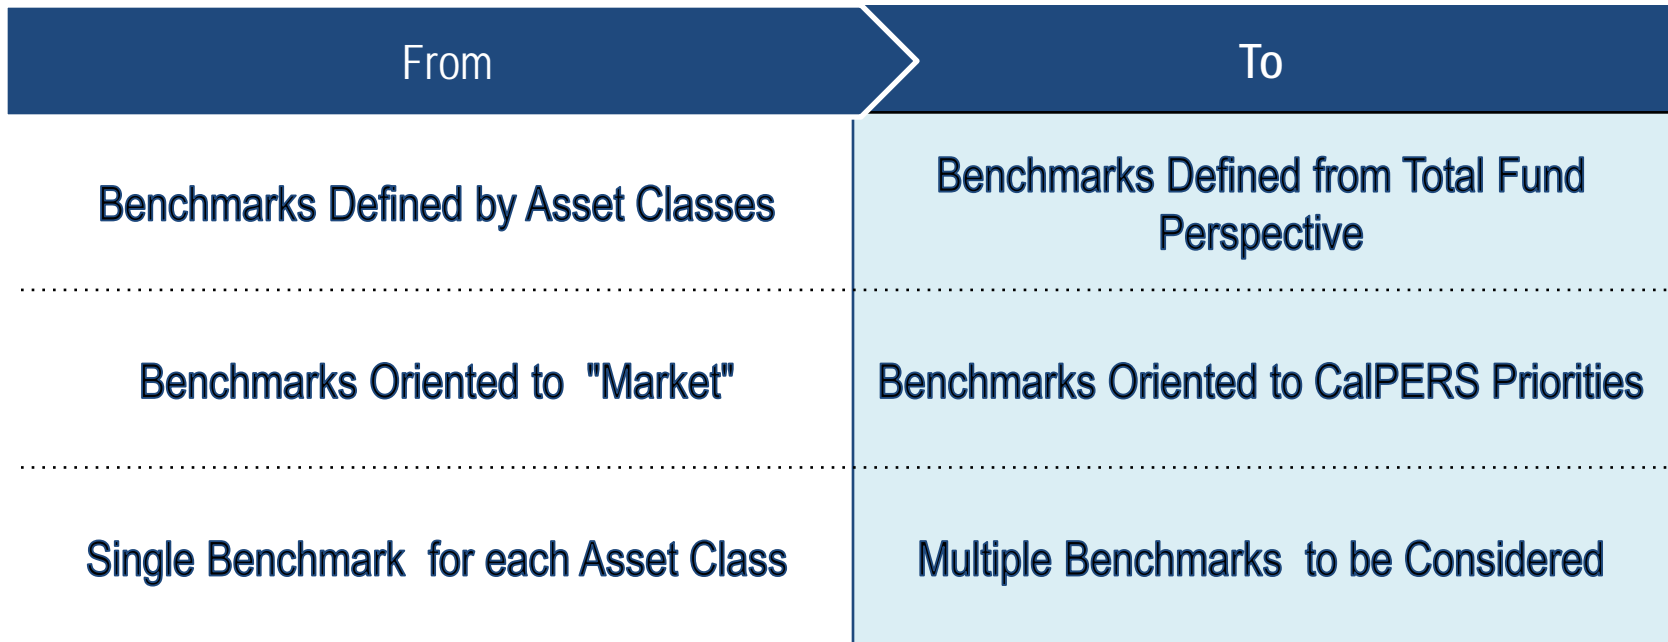 From
To
Benchmarks Defined by Asset Classes
Benchmarks Defined from Total Fund
Perspective
Benchmarks Oriented to "Market"
Benchmarks Oriented to CalPERS Priorities
Single Benchmark for each Asset Class
Multiple Benchmarks to be Considered